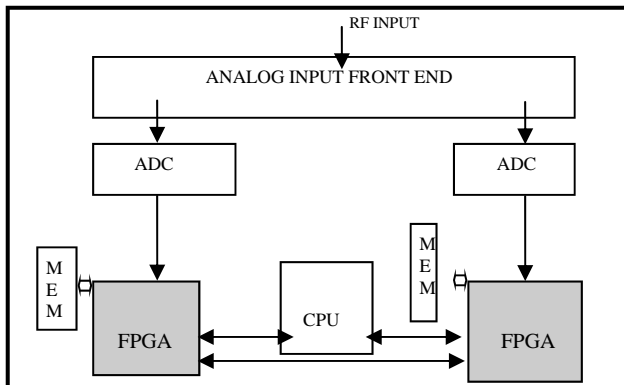 RF INPUT
ANALOG INPUT FRONT END
ADC
ADC
M
E
M
M
E
M
CPU
FPGA
FPGA